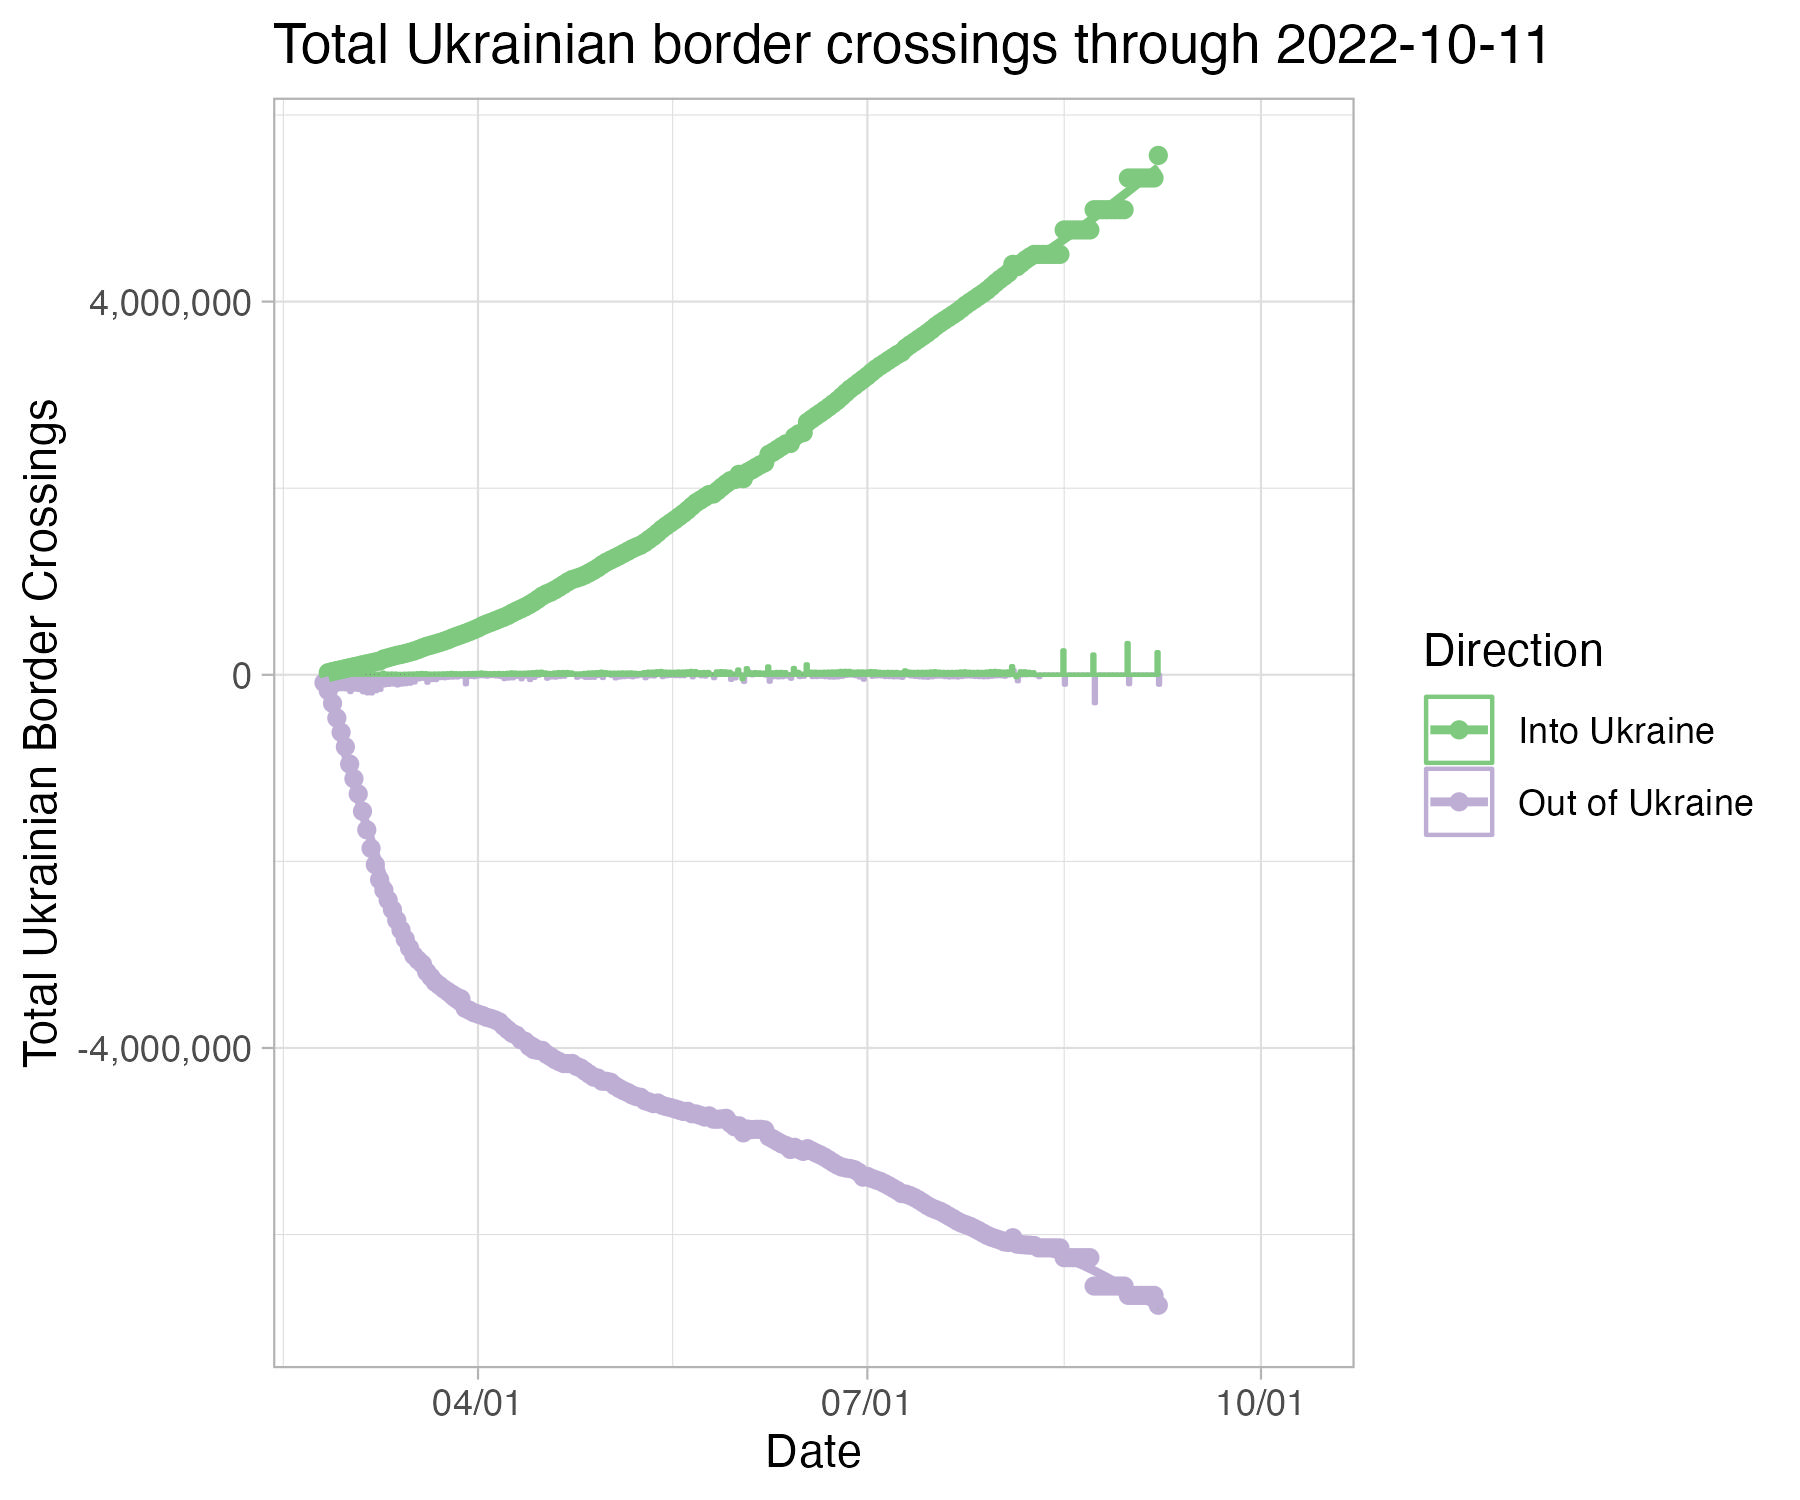 Total Ukrainian border crossings through 2022-10-11
Total Ukrainian Border Crossings
4,000,000
0
-4,000,000
04/01
07/01
10/01
Date
Direction
Into Ukraine
Out of Ukraine